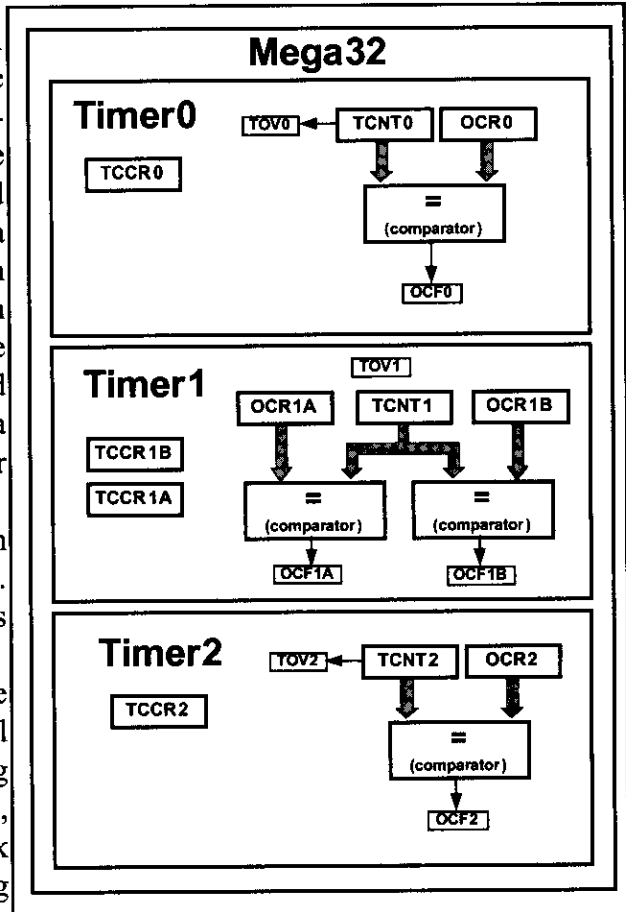 Mega32
Timer0
TOV0
TCNT0
OCR0
TCCR0
=
(comparator)
OCF0
Timer1
TOV1
OCR1A
TCNT1
OCR1B
TCCR1B
TCCR1A
=
(comparator)
=
(comparator)
OCF1A
OCF1B
Timer2
TOV2
TCNT2
OCR2
TCCR2
=
(comparator)
OCF2